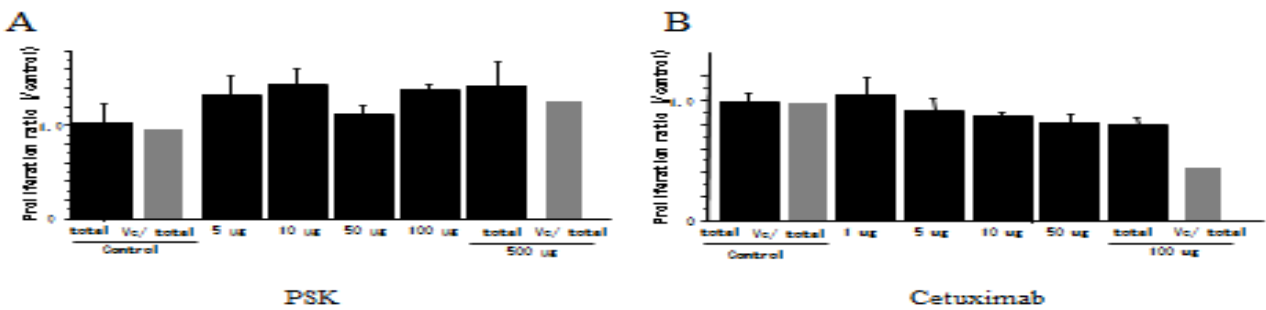 A
Proliferation ratio (/control)
1.0
0
total Vc/ total 5 ug 10 ug 50 ug 100 ug total Vc/ total
Control 500 ug
PSK
B
Proliferation ratio (/control)
1.0
0
total Vc/ total 1 ug 5 ug 10 ug 50 ug total Vc/ total
Control 100 ug
Cetuximab